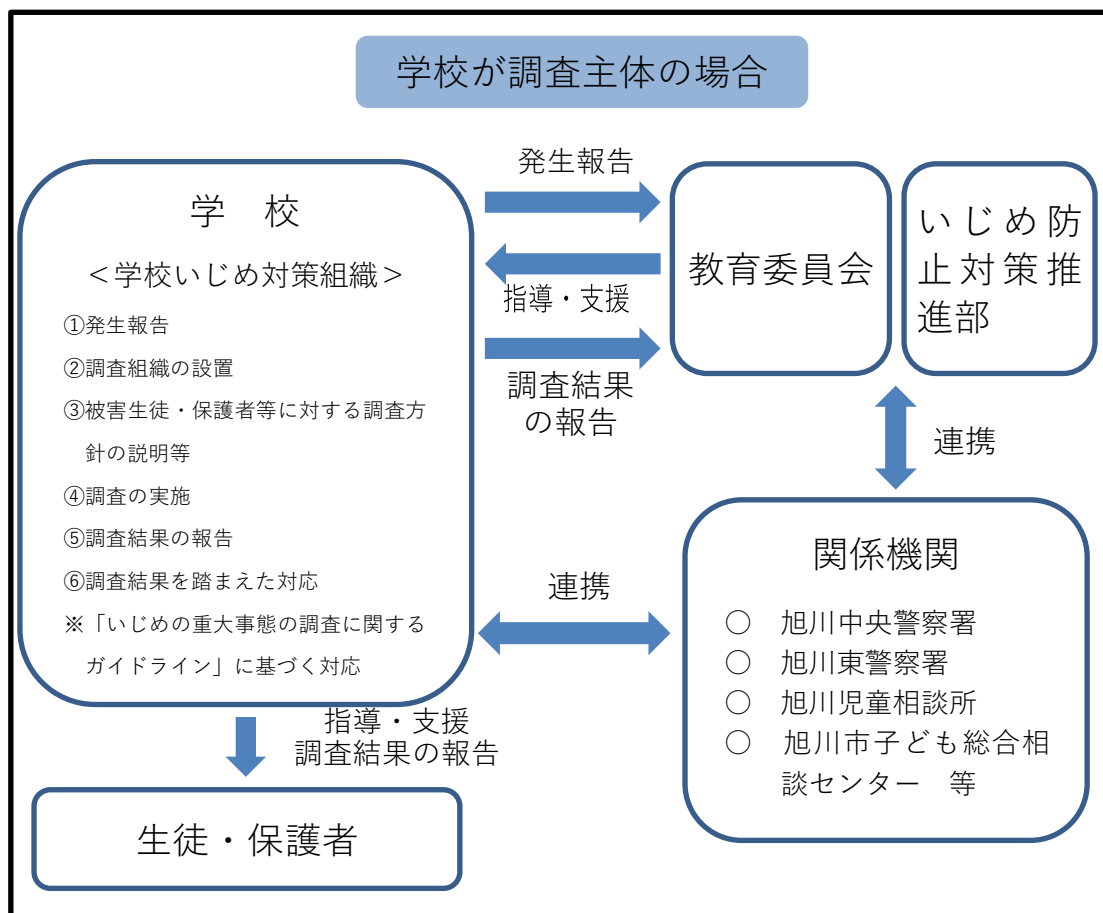 学校が調査主体の場合
学　校
＜学校いじめ対策組織＞
①発生報告
②調査組織の設置
③被害生徒・保護者等に対する調査方
針の説明等
④調査の実施
⑤調査結果の報告
⑥調査結果を踏まえた対応
※「いじめの重大事態の調査に関する
ガイドライン」に基づく対応
発生報告
指導・支援
調査結果
の報告
教育委員会
いじめ防
止対策推
進部
連携
連携
関係機関
○　旭川中央警察署
○　旭川東警察署
○　旭川児童相談所
○　旭川市子ども総合相
談センター　等
指導・支援
調査結果の報告
生徒・保護者